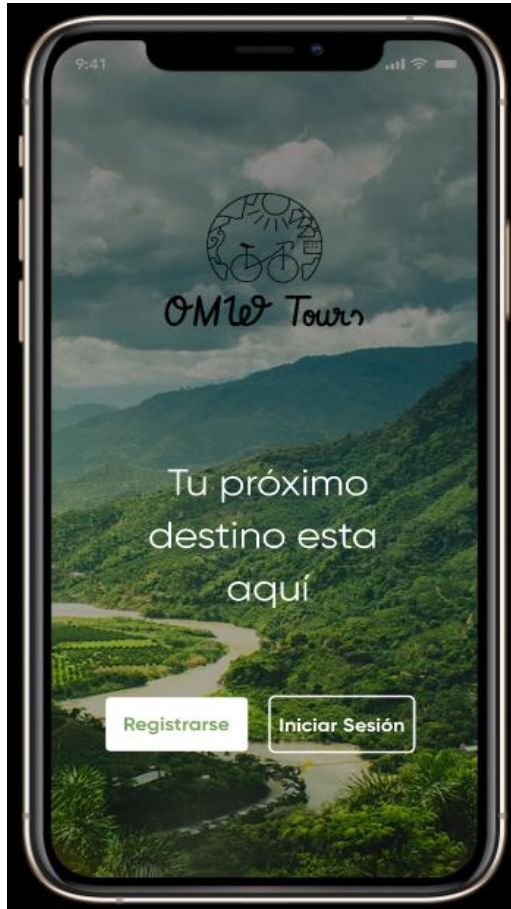 9:41
OMW Tours
Tu próximo
destino esta
aquí
Registrarse
Iniciar Sesión